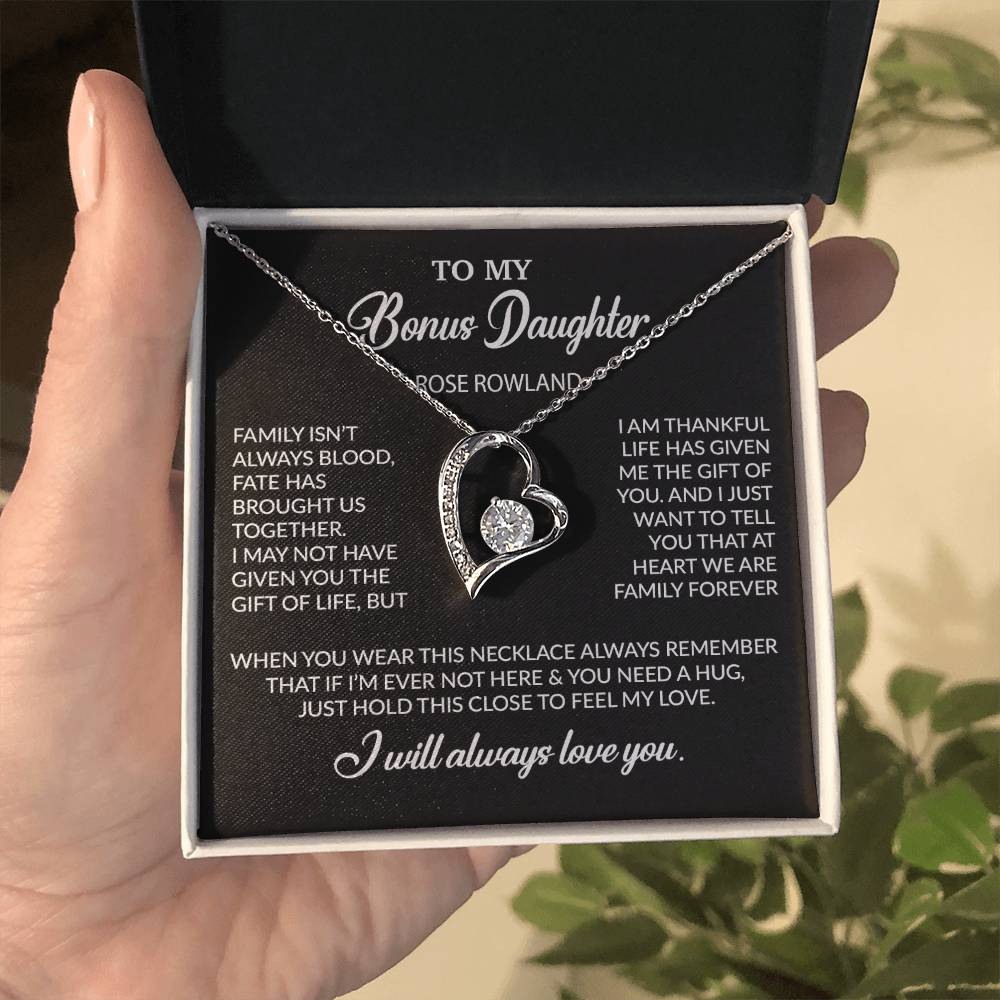 TO MY
Bonus Daughter
ROSE ROWLAND
FAMILY ISN'T
ALWAYS BLOOD,
FATE HAS
BROUGHT US
TOGETHER.
I MAY NOT HAVE
GIVEN YOU THE
GIFT OF LIFE, BUT
I AM THANKFUL
LIFE HAS GIVEN
ME THE GIFT OF
YOU. AND I JUST
WANT TO TELL
YOU THAT AT
HEART WE ARE
FAMILY FOREVER
WHEN YOU WEAR THIS NECKLACE ALWAYS REMEMBER
THAT IF I'M EVER NOT HERE & YOU NEED A HUG,
JUST HOLD THIS CLOSE TO FEEL MY LOVE.
I will always love you.